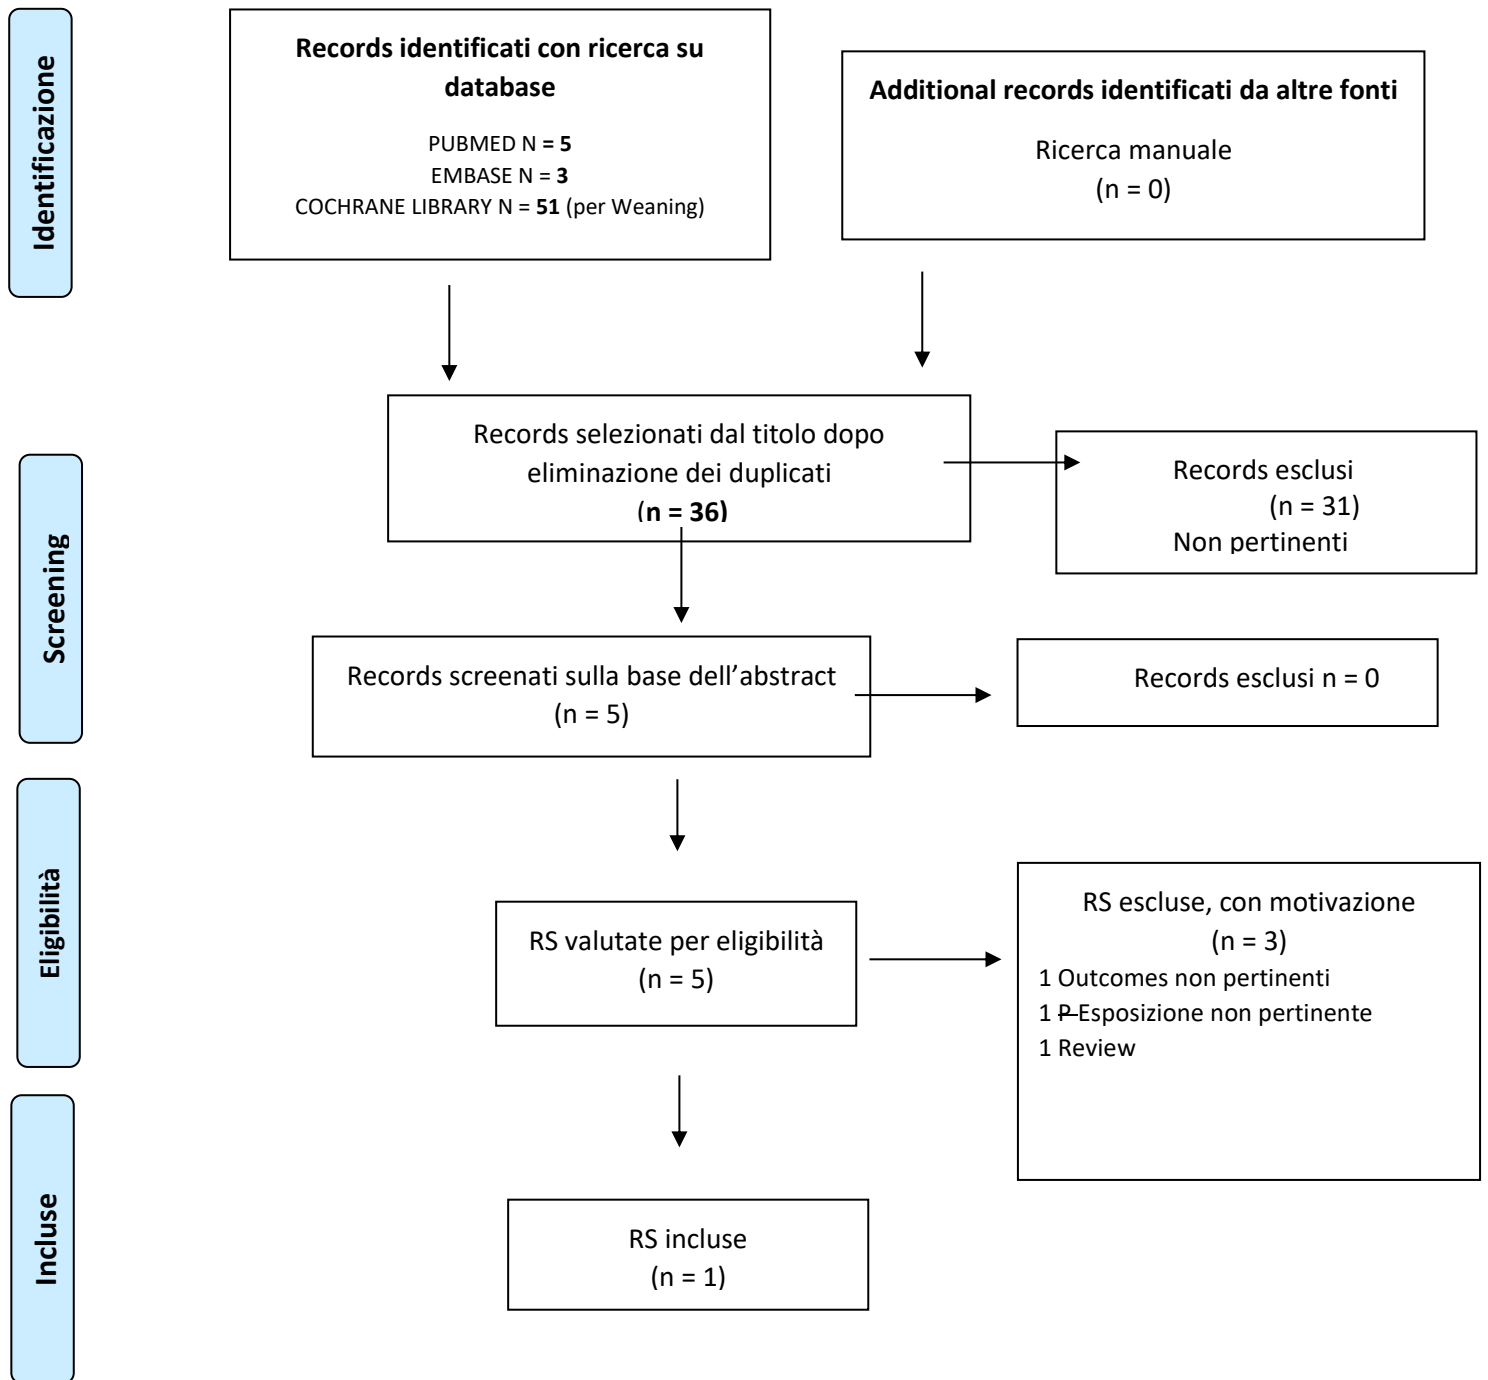 Identificazione
Records identificati con ricerca su
database
PUBMED N = 5
EMBASE N = 3
COCHRANE LIBRARY N = 51 (per Weaning)
Additional records identificati da altre fonti
Ricerca manuale
(n = 0)
Screening
Records selezionati dal titolo dopo
eliminazione dei duplicati
(n = 36)
Records esclusi
(n = 31)
Non pertinenti
Records screenati sulla base dell’abstract
(n = 5)
Records esclusi n = 0
Eligibilità
RS valutate per eligibilità
(n = 5)
RS escluse, con motivazione
(n = 3)
1 Outcomes non pertinenti
1 P Esposizione non pertinente
1 Review
Incluse
RS incluse
(n = 1)